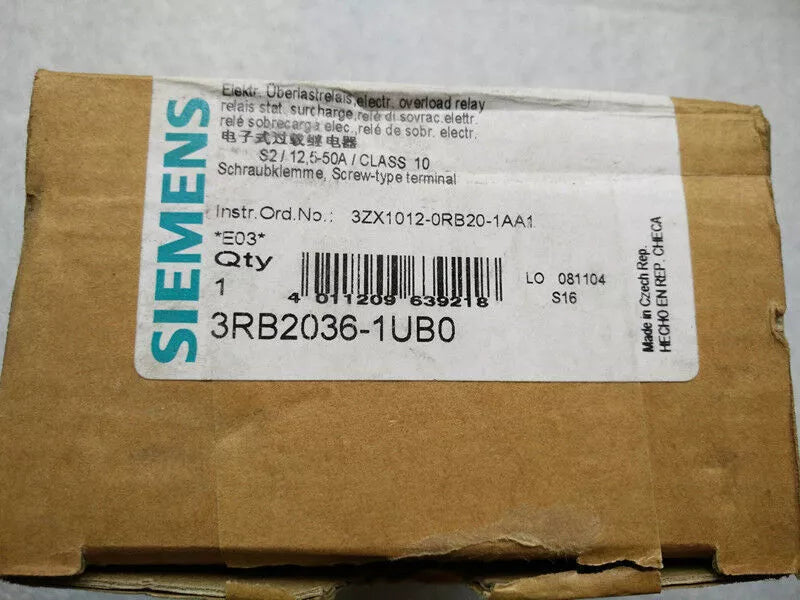 SIEMENS
Elektr. Überlastrelais,electr. overload relay
relais stat. surcharge,relé di sovrac.elettr.
relé sobrecarga elec.,relé de sobr. electr.
电子式过载继电器
S2 / 12,5-50A / CLASS 10
Schraubklemme, Screw-type terminal
Instr.Ord.No.: 3ZX1012-0RB20-1AA1
*E03*
Qty
1
4 011209 639218
LO 081104
S16
3RB2036-1UB0
Made in Czech Rep.
HECHO EN REP. CHECA